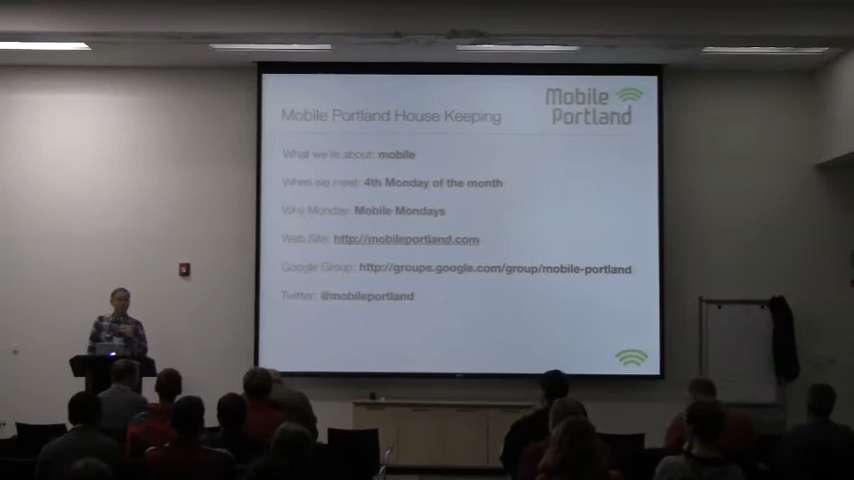 Mobile Portland House Keeping
Mobile
Portland
What we're about: mobile
When we meet: 4th Monday of the month
Why Monday: Mobile Mondays
Web Site: http://mobileportland.com
Google Group: http://groups.google.com/group/mobile-portland
Twitter: @mobileportland